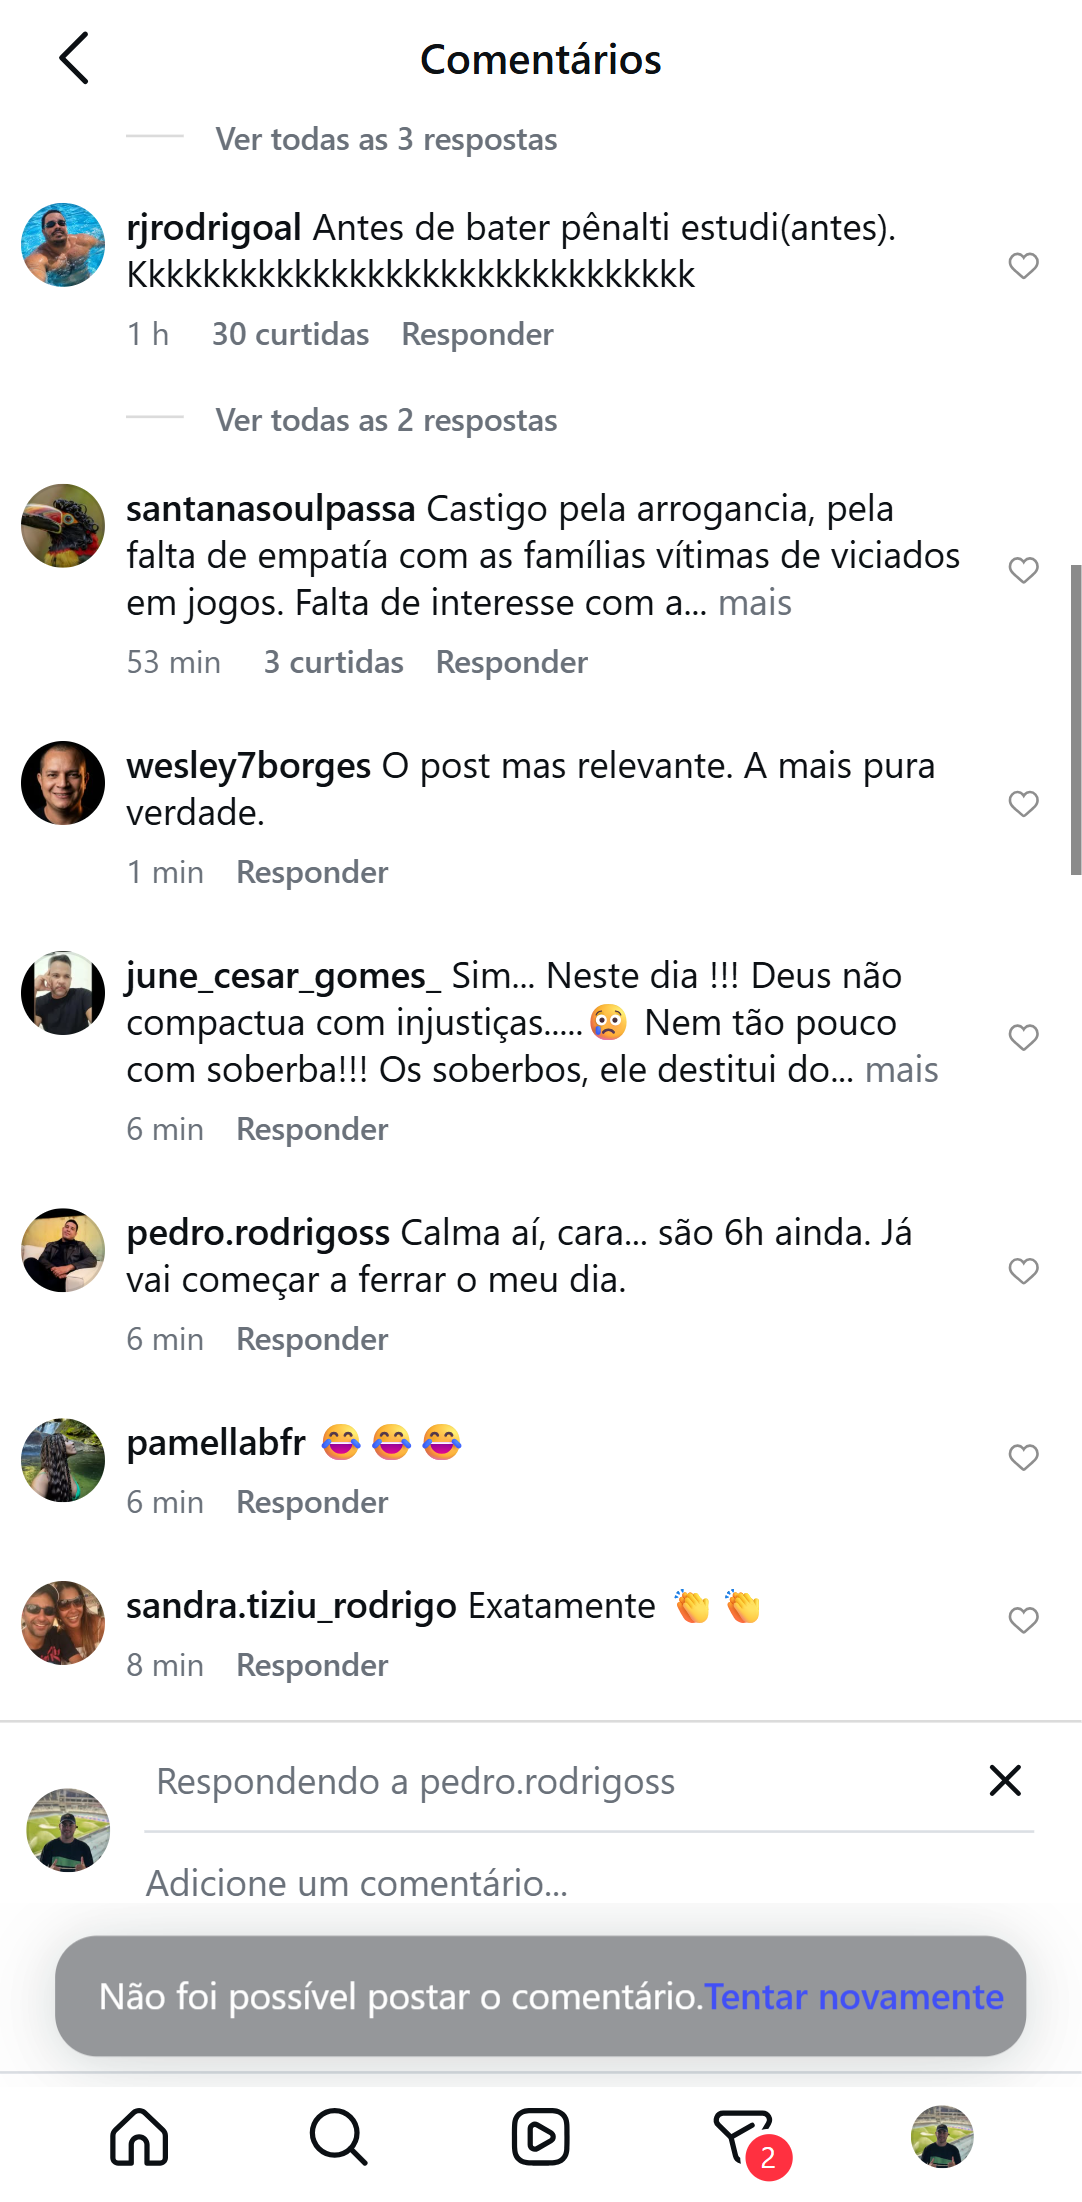 Comentários
Ver todas as 3 respostas
rjrodrigoal Antes de bater pênalti estudi(antes).
Kkkkkkkkkkkkkkkkkkkkkkkkkkkkkkk
1 h 30 curtidas Responder
Ver todas as 2 respostas
santanasoulpassa Castigo pela arrogancia, pela
falta de empatía com as famílias vítimas de viciados
em jogos. Falta de interesse com a... mais
53 min 3 curtidas Responder
wesley7borges O post mas relevante. A mais pura
verdade.
1 min Responder
june_cesar_gomes_ Sim... Neste dia !!! Deus não
compactua com injustiças.....😢 Nem tão pouco
com soberba!!! Os soberbos, ele destitui do... mais
6 min Responder
pedro.rodrigoss Calma aí, cara... são 6h ainda. Já
vai começar a ferrar o meu dia.
6 min Responder
pamellabfr 😂😂😂
6 min Responder
sandra.tiziu_rodrigo Exatamente 👏👏
8 min Responder
Respondendo a pedro.rodrigoss
Adicione um comentário...
Não foi possível postar o comentário.Tentar novamente
2